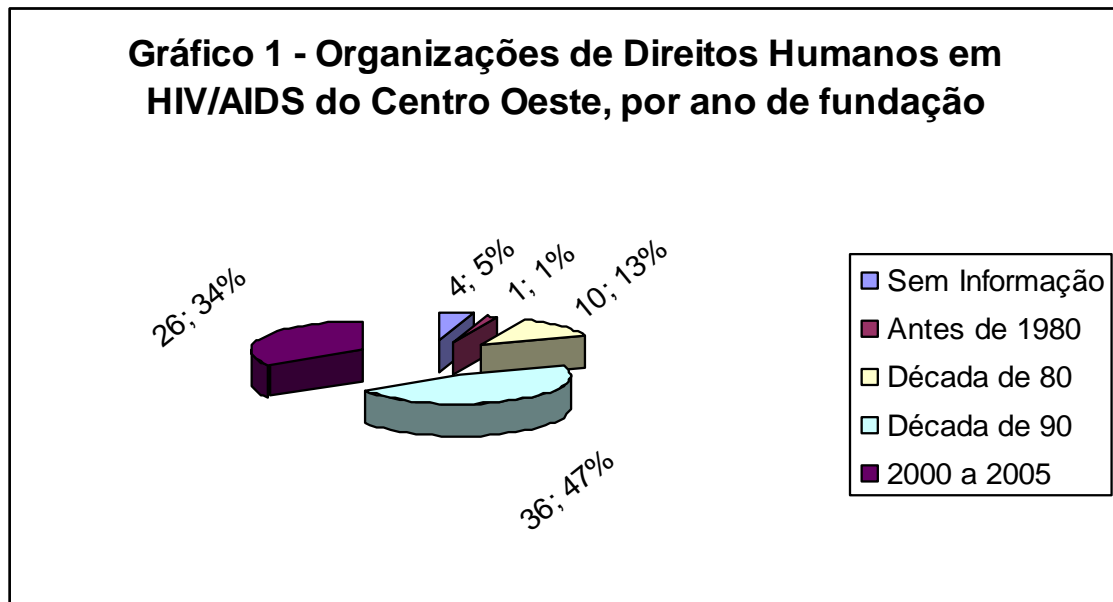 Gráfico 1 - Organizações de Direitos Humanos em
HIV/AIDS do Centro Oeste, por ano de fundação
4; 5%
1; 1%
10; 13%
26; 34%
36; 47%
Sem Informação
Antes de 1980
Década de 80
Década de 90
2000 a 2005